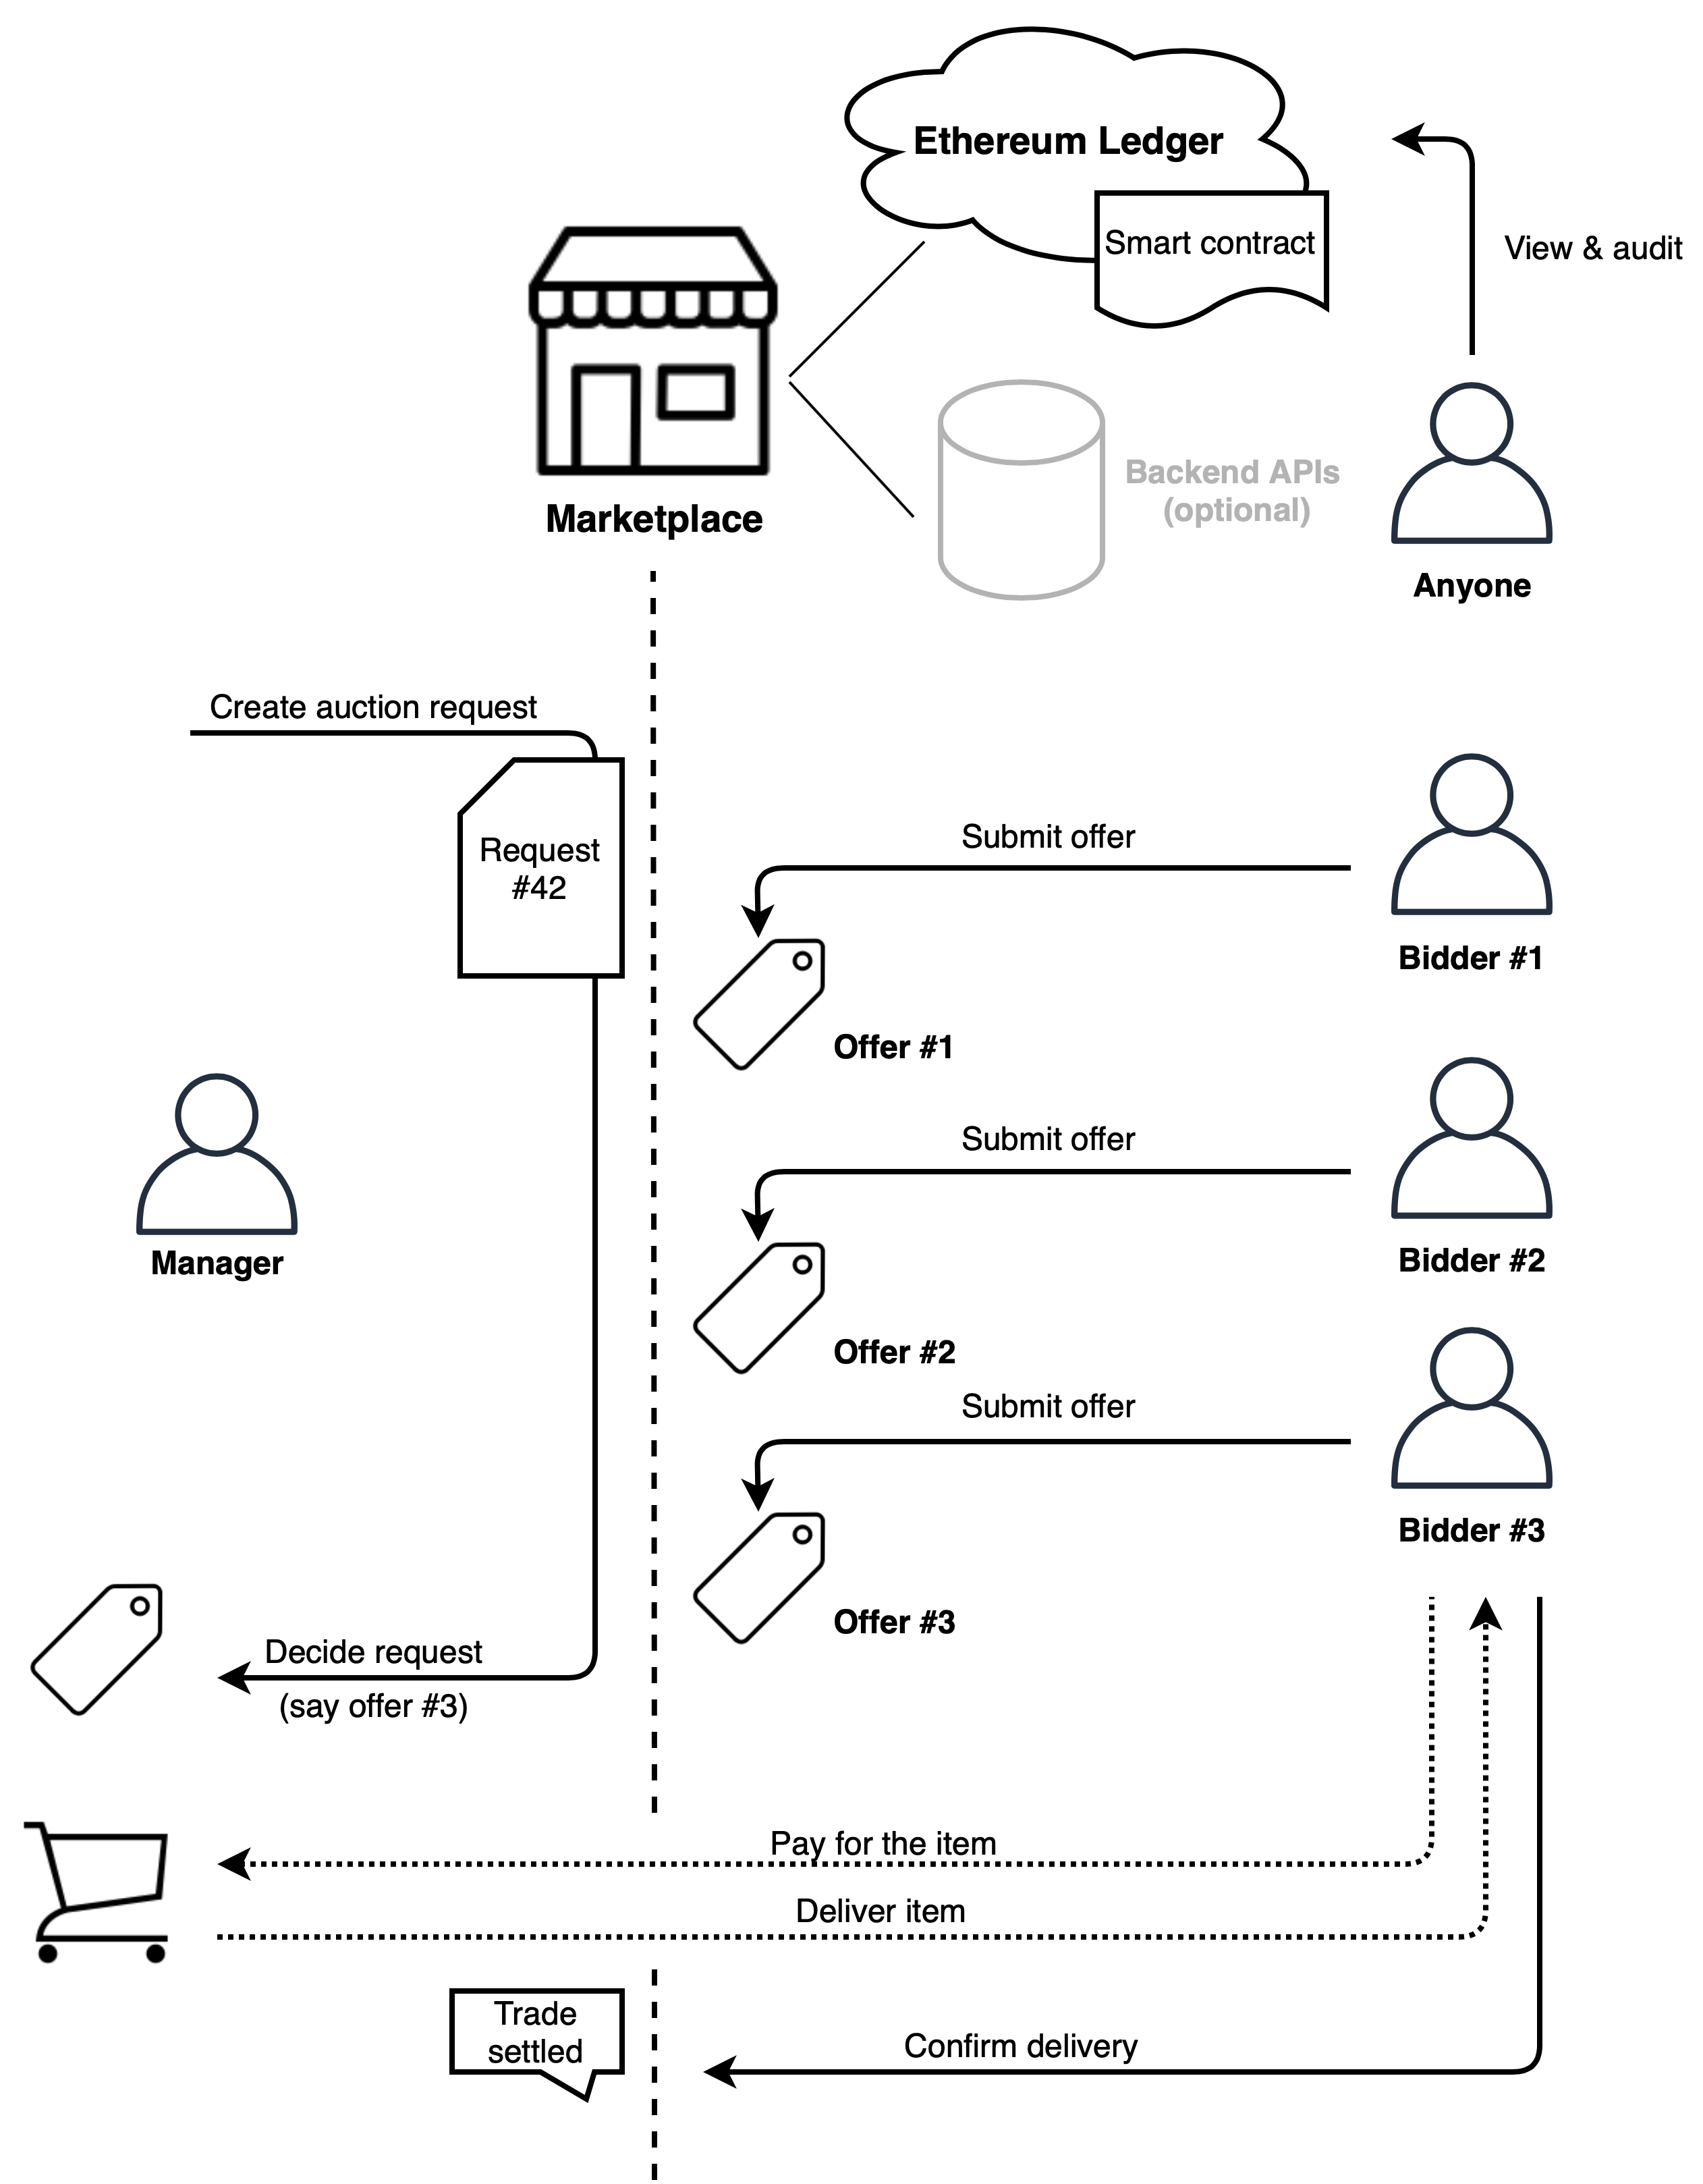 Ethereum Ledger
Smart contract
View & audit
Marketplace
Backend APIs
(optional)
Anyone
Create auction request
Request
#42
Submit offer
Bidder #1
Offer #1
Manager
Submit offer
Bidder #2
Offer #2
Submit offer
Bidder #3
Offer #3
Decide request
(say offer #3)
Pay for the item
Deliver item
Trade
settled
Confirm delivery